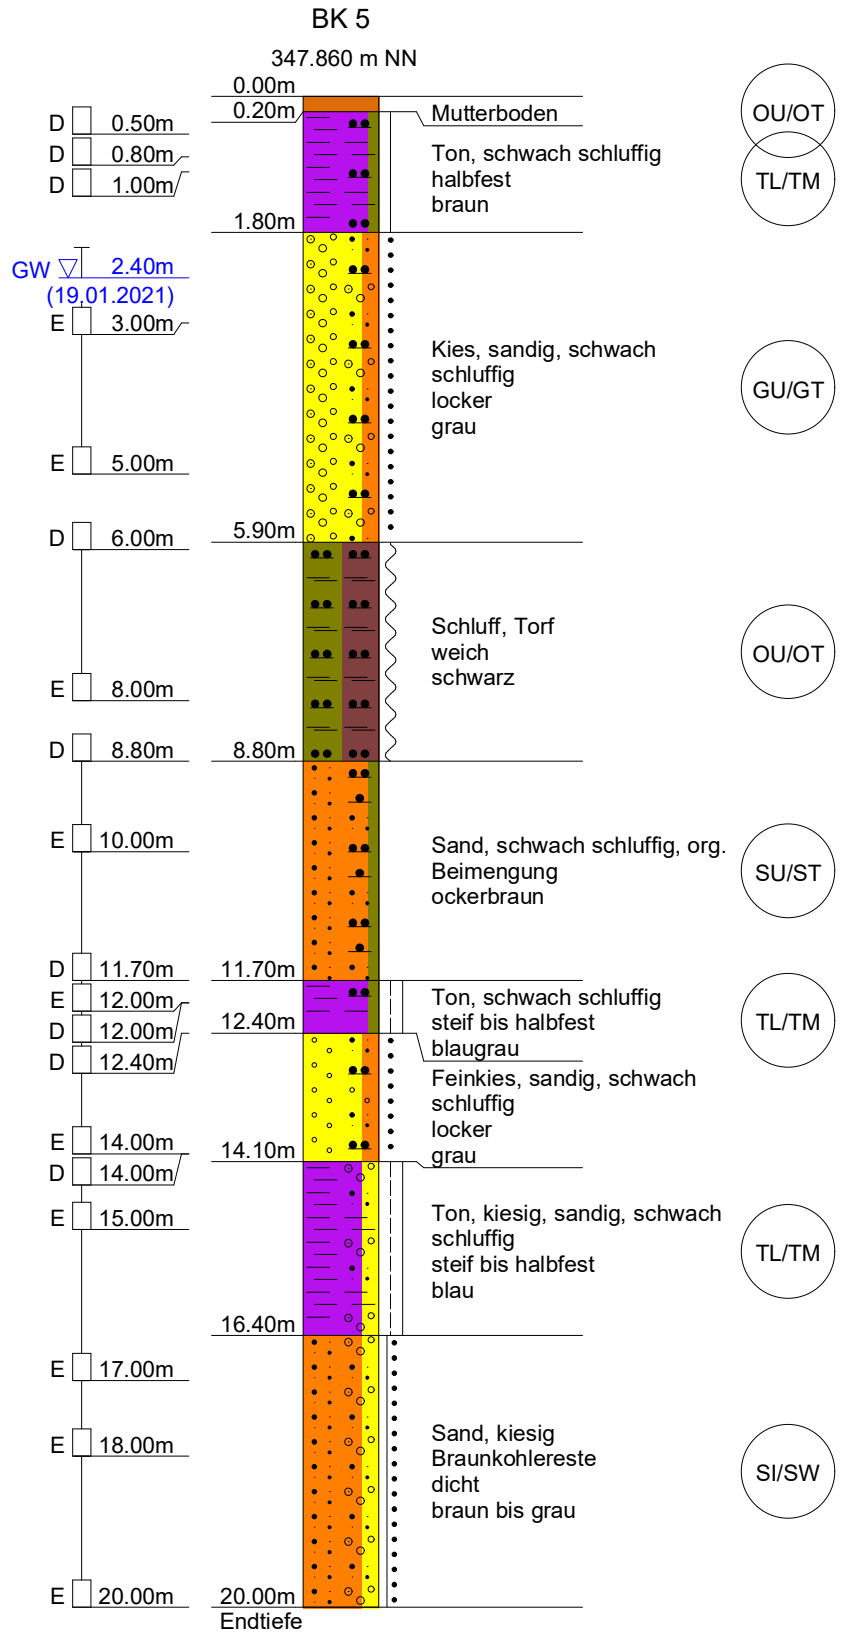 BK 5
347.860 m NN
0.00m
0.20m
Mutterboden
OU/OT
D 0.50m
D 0.80m
D 1.00m
Ton, schwach schluffig
halbfest
braun
TL/TM
1.80m
GW 2.40m
(19.01.2021)
E 3.00m
Kies, sandig, schwach
schluffig
locker
grau
GU/GT
E 5.00m
5.90m
D 6.00m
Schluff, Torf
weich
schwarz
OU/OT
E 8.00m
D 8.80m
8.80m
E 10.00m
Sand, schwach schluffig, org.
Beimengung
ockerbraun
SU/ST
D 11.70m
11.70m
E 12.00m
D 12.00m
12.40m
D 12.40m
Ton, schwach schluffig
steif bis halbfest
blaugrau
TL/TM
Feinkies, sandig, schwach
schluffig
locker
grau
E 14.00m
14.10m
D 14.00m
E 15.00m
Ton, kiesig, sandig, schwach
schluffig
steif bis halbfest
blau
TL/TM
16.40m
E 17.00m
E 18.00m
Sand, kiesig
Braunkohlereste
dicht
braun bis grau
SI/SW
E 20.00m
20.00m
Endtiefe